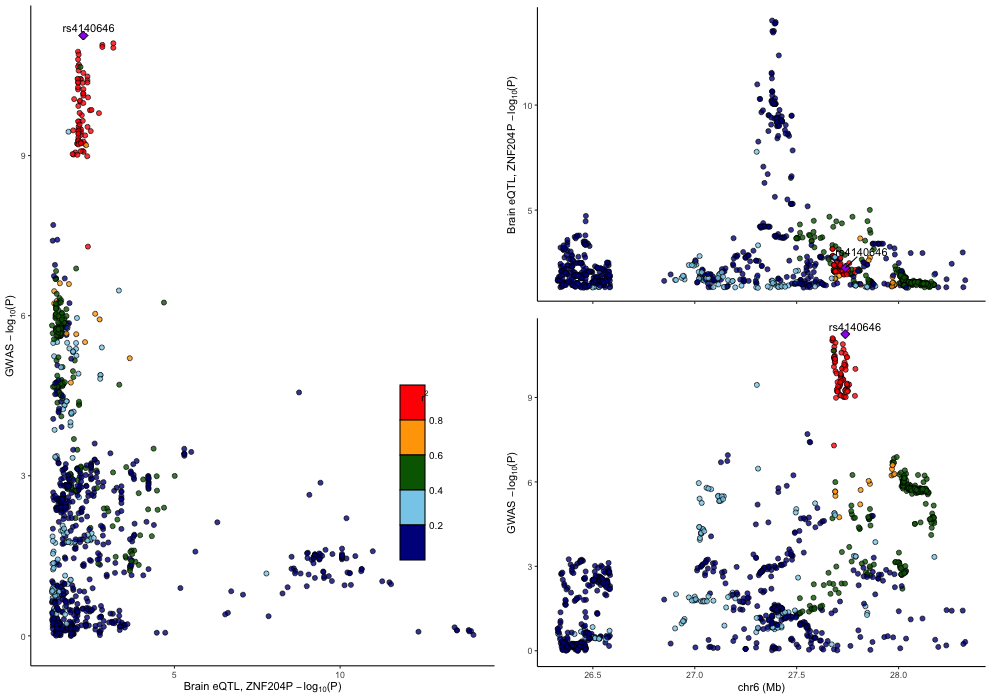 rs4140646
9
6
3
0
5
10
GWAS −log10(P)
Brain eQTL, ZNF204P −log10(P)
r2
0.8
0.6
0.4
0.2
10
5
Brain eQTL, ZNF204P −log10(P)
rs4140646
rs4140646
9
6
3
0
GWAS −log10(P)
26.5
27.0
27.5
28.0
chr6 (Mb)